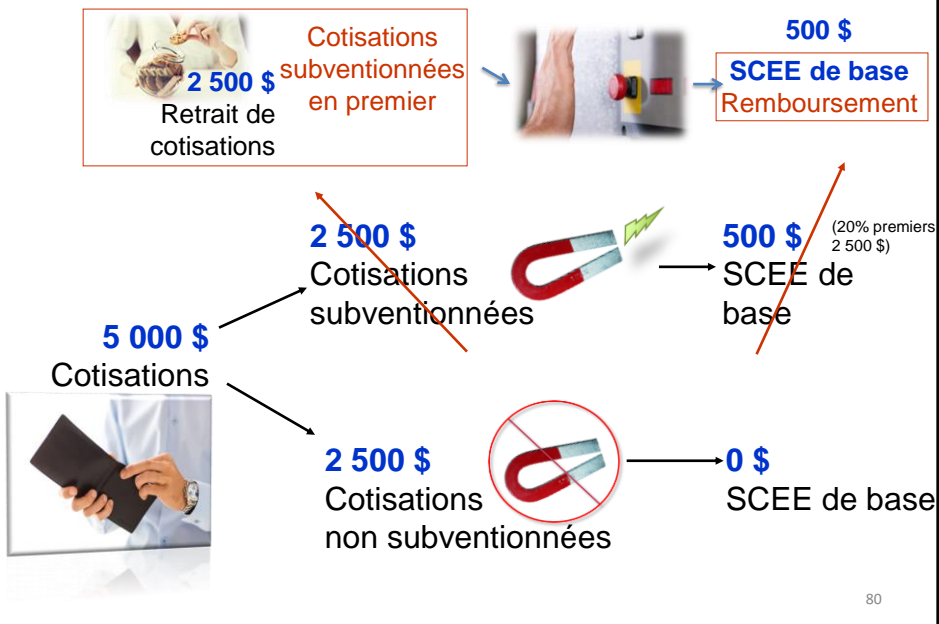 2 500 $
Retrait de
cotisations
Cotisations
subventionnées
en premier
500 $
SCEE de base
Remboursement
2 500 $
Cotisations
subventionnées
500 $
SCEE de
base
(20% premiers
2 500 $)
5 000 $
Cotisations
2 500 $
Cotisations
non subventionnées
0 $
SCEE de base
80